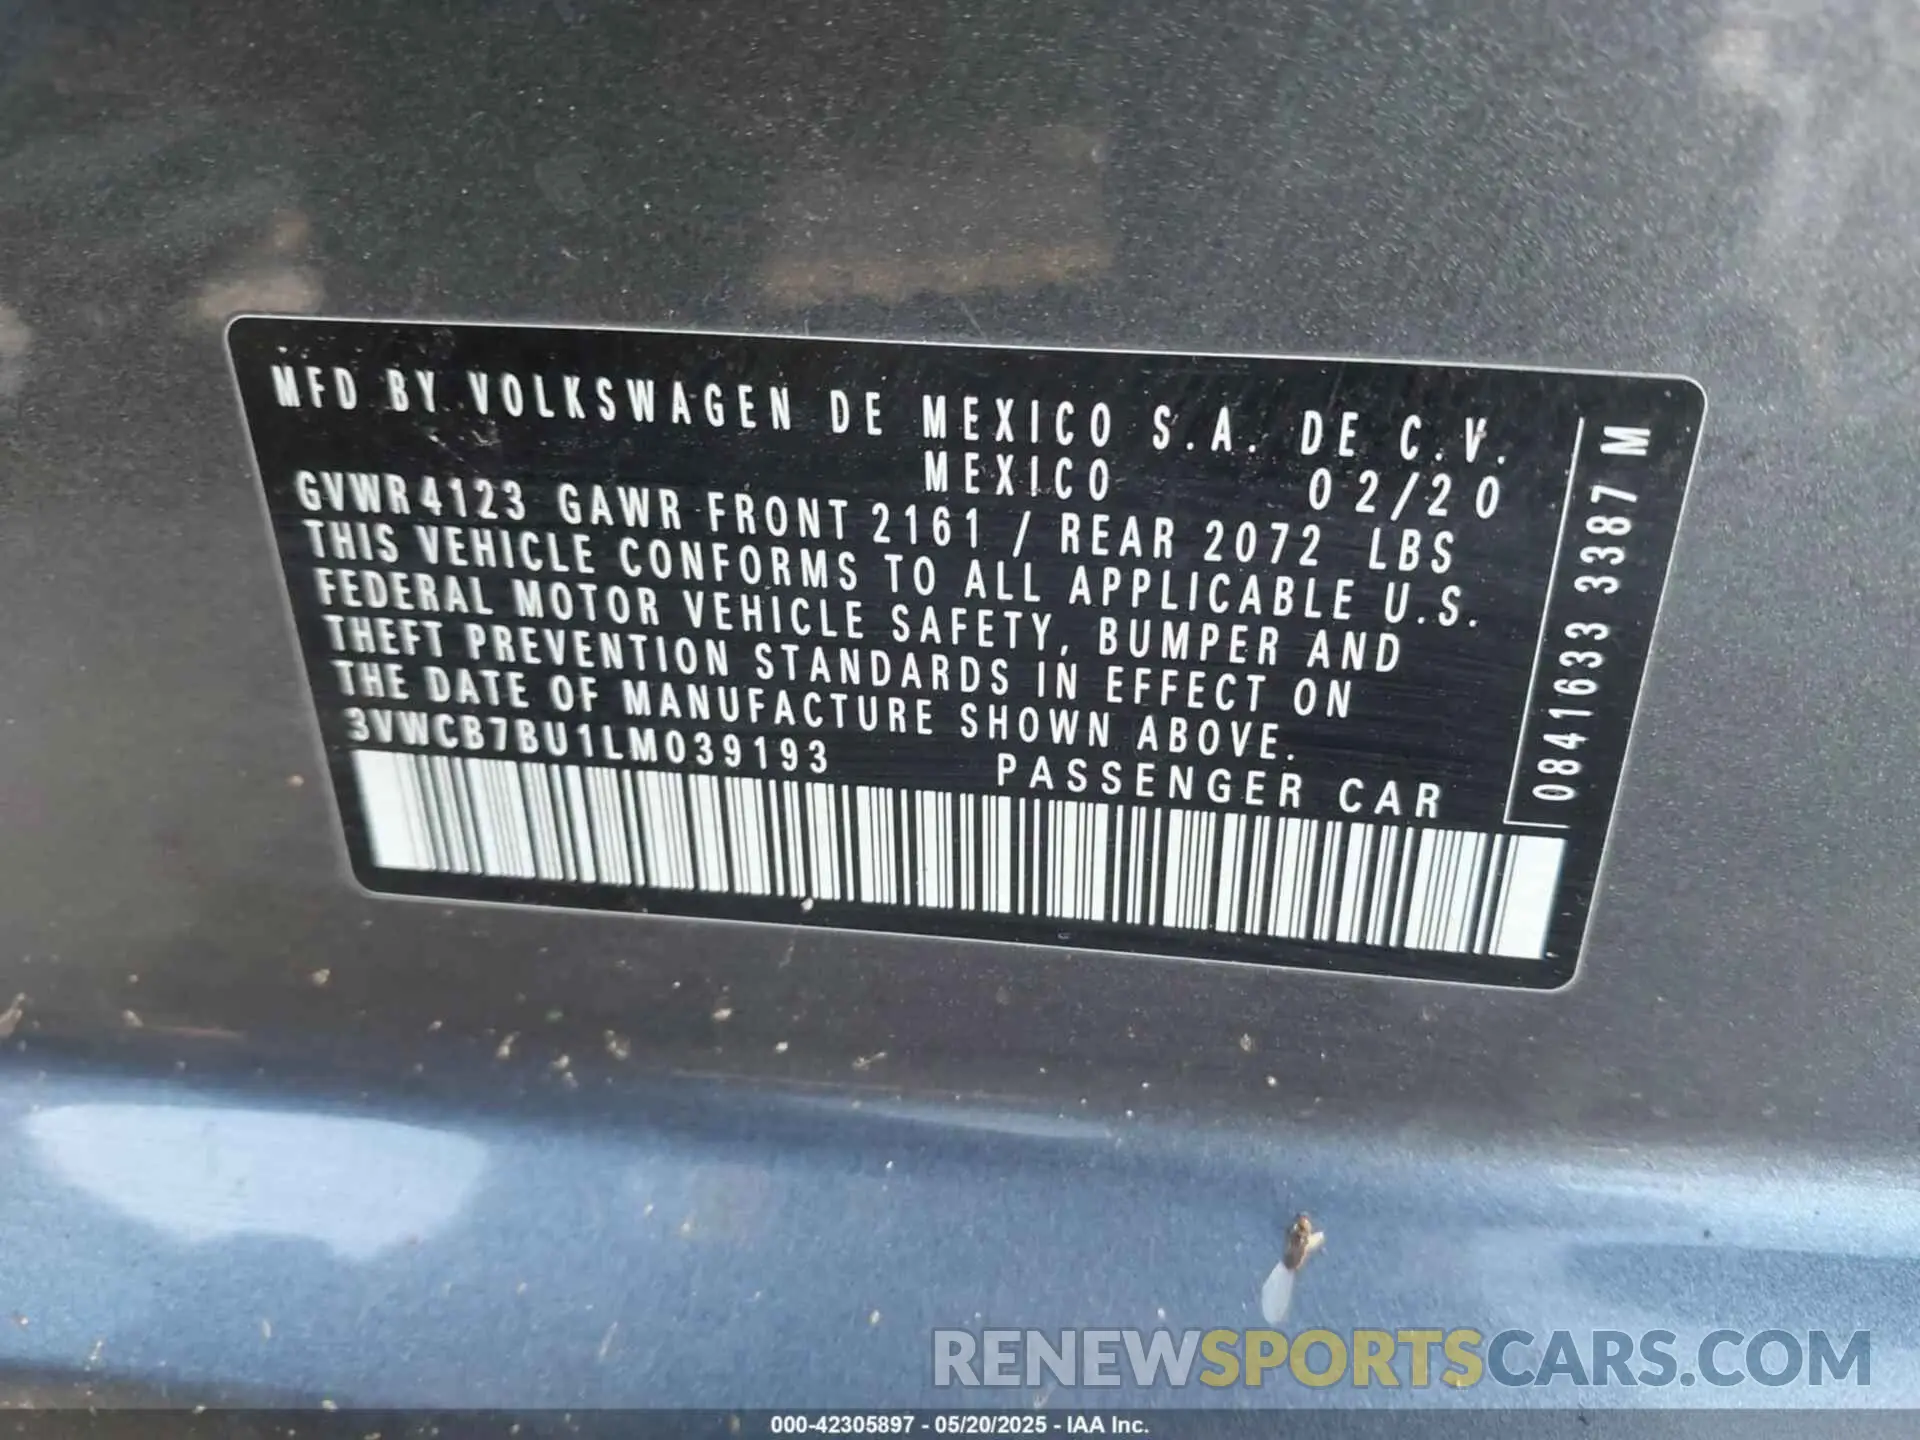 MFD BY VOLKSWAGEN DE MEXICO S.A. DE C.V.
MEXICO 02/20
GVWR 4123 GAWR FRONT 2161 / REAR 2072 LBS
THIS VEHICLE CONFORMS TO ALL APPLICABLE U.S.
FEDERAL MOTOR VEHICLE SAFETY, BUMPER AND
THEFT PREVENTION STANDARDS IN EFFECT ON
THE DATE OF MANUFACTURE SHOWN ABOVE.
3VWCB7BU1LM039193 PASSENGER CAR
0841633 3387 M
RENEWSPORTSCARS.COM
000-42305897 - 05/20/2025 - IAA Inc.